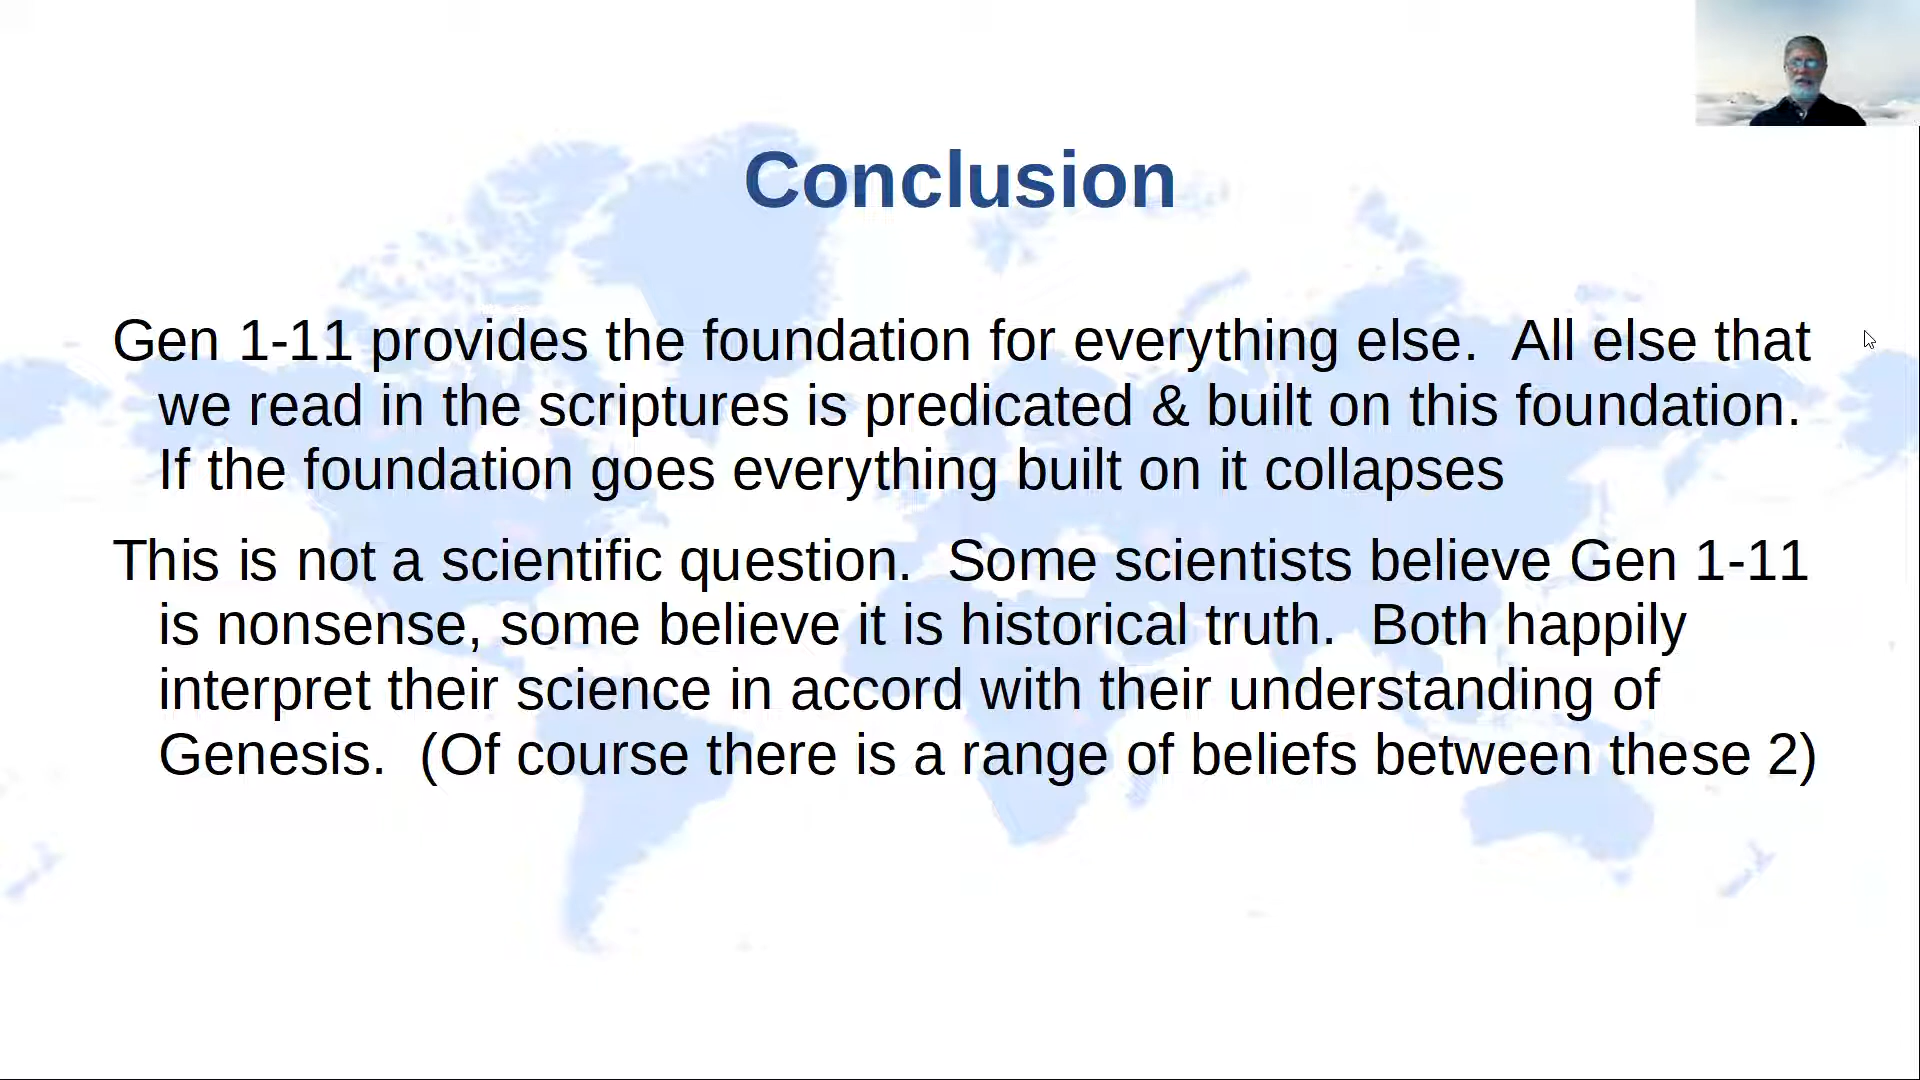 Conclusion
Gen 1-11 provides the foundation for everything else.  All else that
we read in the scriptures is predicated & built on this foundation.
If the foundation goes everything built on it collapses
This is not a scientific question.  Some scientists believe Gen 1-11
is nonsense, some believe it is historical truth.  Both happily
interpret their science in accord with their understanding of
Genesis.  (Of course there is a range of beliefs between these 2)